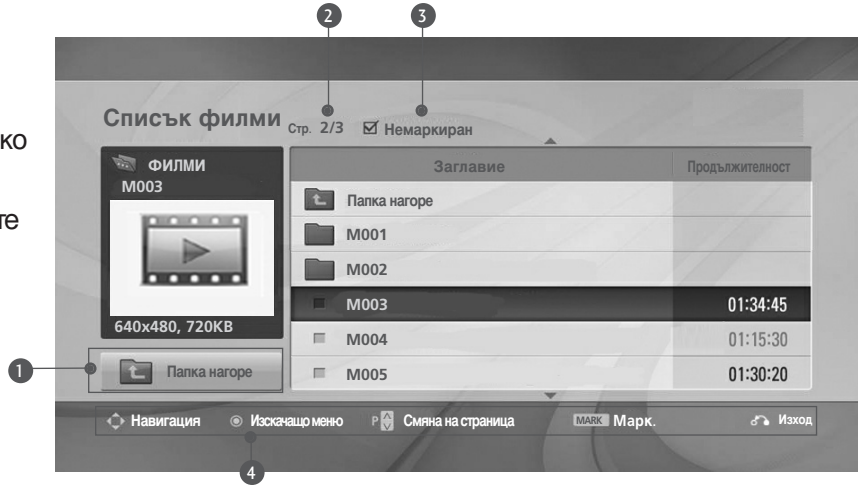 2 3
ко
те
Списък филми Стр. 2/3 Немаркиран
ФИЛМИ
M003
640x480, 720KB
Заглавие Продължителност
Папка нагоре
M001
M002
M003 01:34:45
M004 01:15:30
M005 01:30:20
1 Папка нагоре
Навигация Изскачащо меню P Смяна на страница MARK Марк. Изход
4